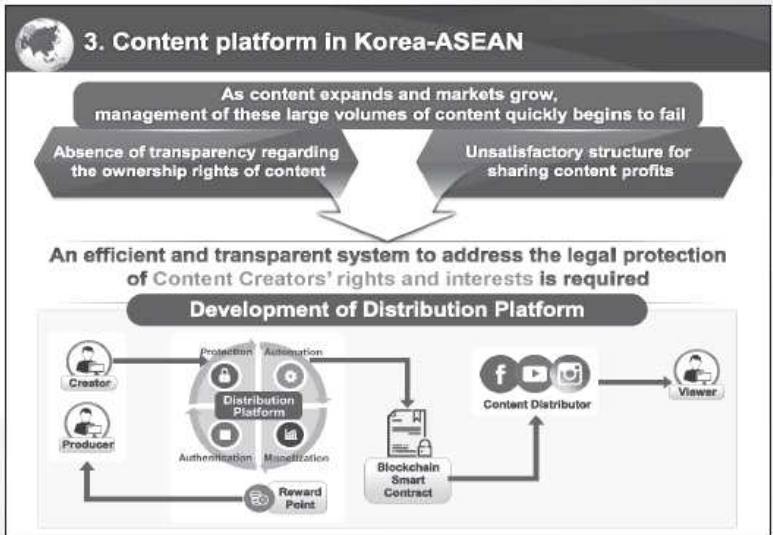 3. Content platform in Korea-ASEAN
As content expands and markets grow,
management of these large volumes of content quickly begins to fail
Absence of transparency regarding
the ownership rights of content
Unsatisfactory structure for
sharing content profits
An efficient and transparent system to address the legal protection
of Content Creators' rights and interests is required
Development of Distribution Platform
Creator
Producer
Protection
Automation
Distribution
Platform
Authentication
Monetization
Reward
Point
Blockchain
Smart
Contract
Content Distributor
Viewer